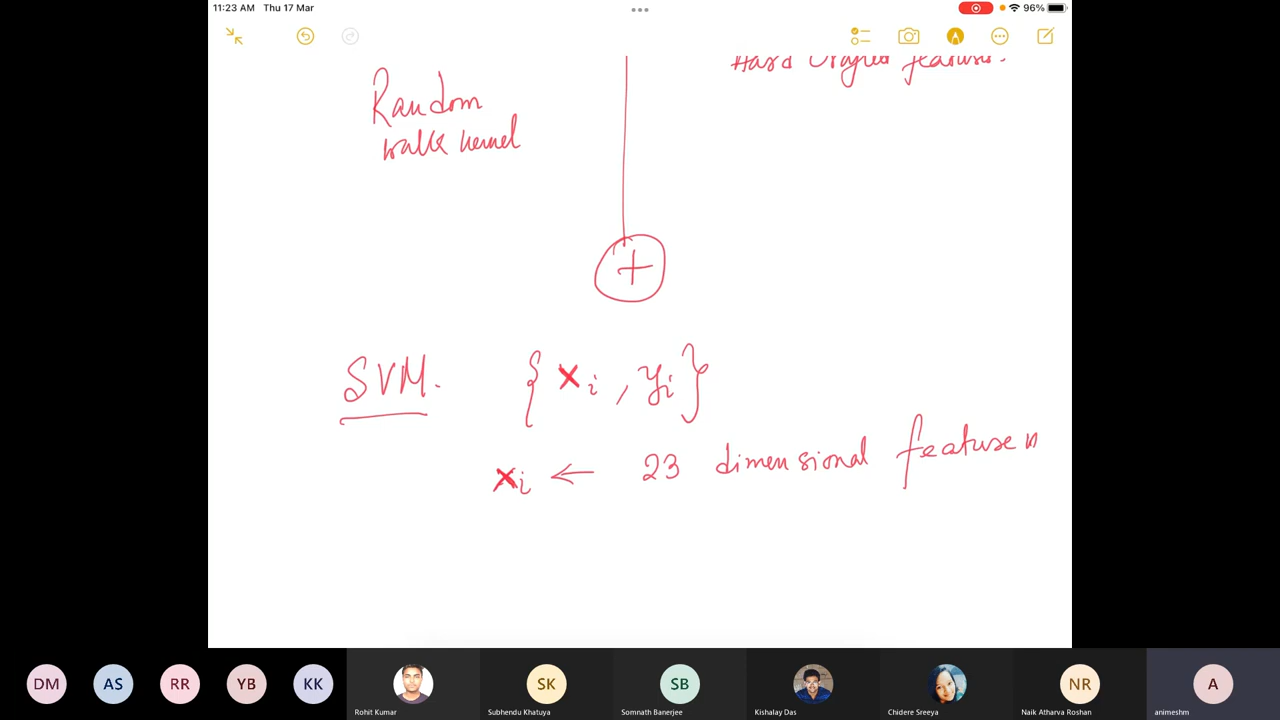 11:23 AM Thu 17 Mar
96%
Hard crafted features.
Random
walk kernel
+
SVM. { xi , yi }
xi ← 23 dimensional feature
DM AS RR YB KK SK SB NR A
Rohit Kumar Subhendu Khatuya Somnath Banerjee Kishalay Das Chidere Sreeya Naik Atharva Roshan animeshm